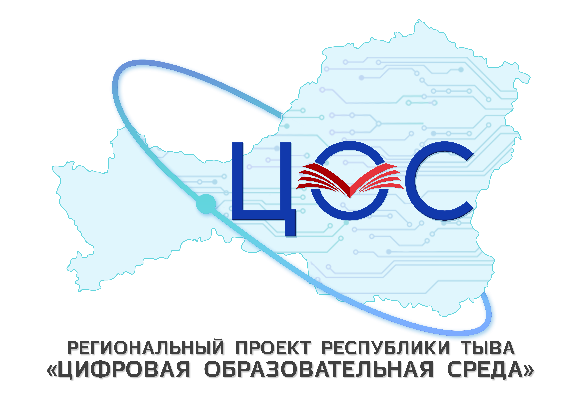 ЦОС
РЕГИОНАЛЬНЫЙ ПРОЕКТ РЕСПУБЛИКИ ТЫВА
«ЦИФРОВАЯ ОБРАЗОВАТЕЛЬНАЯ СРЕДА»